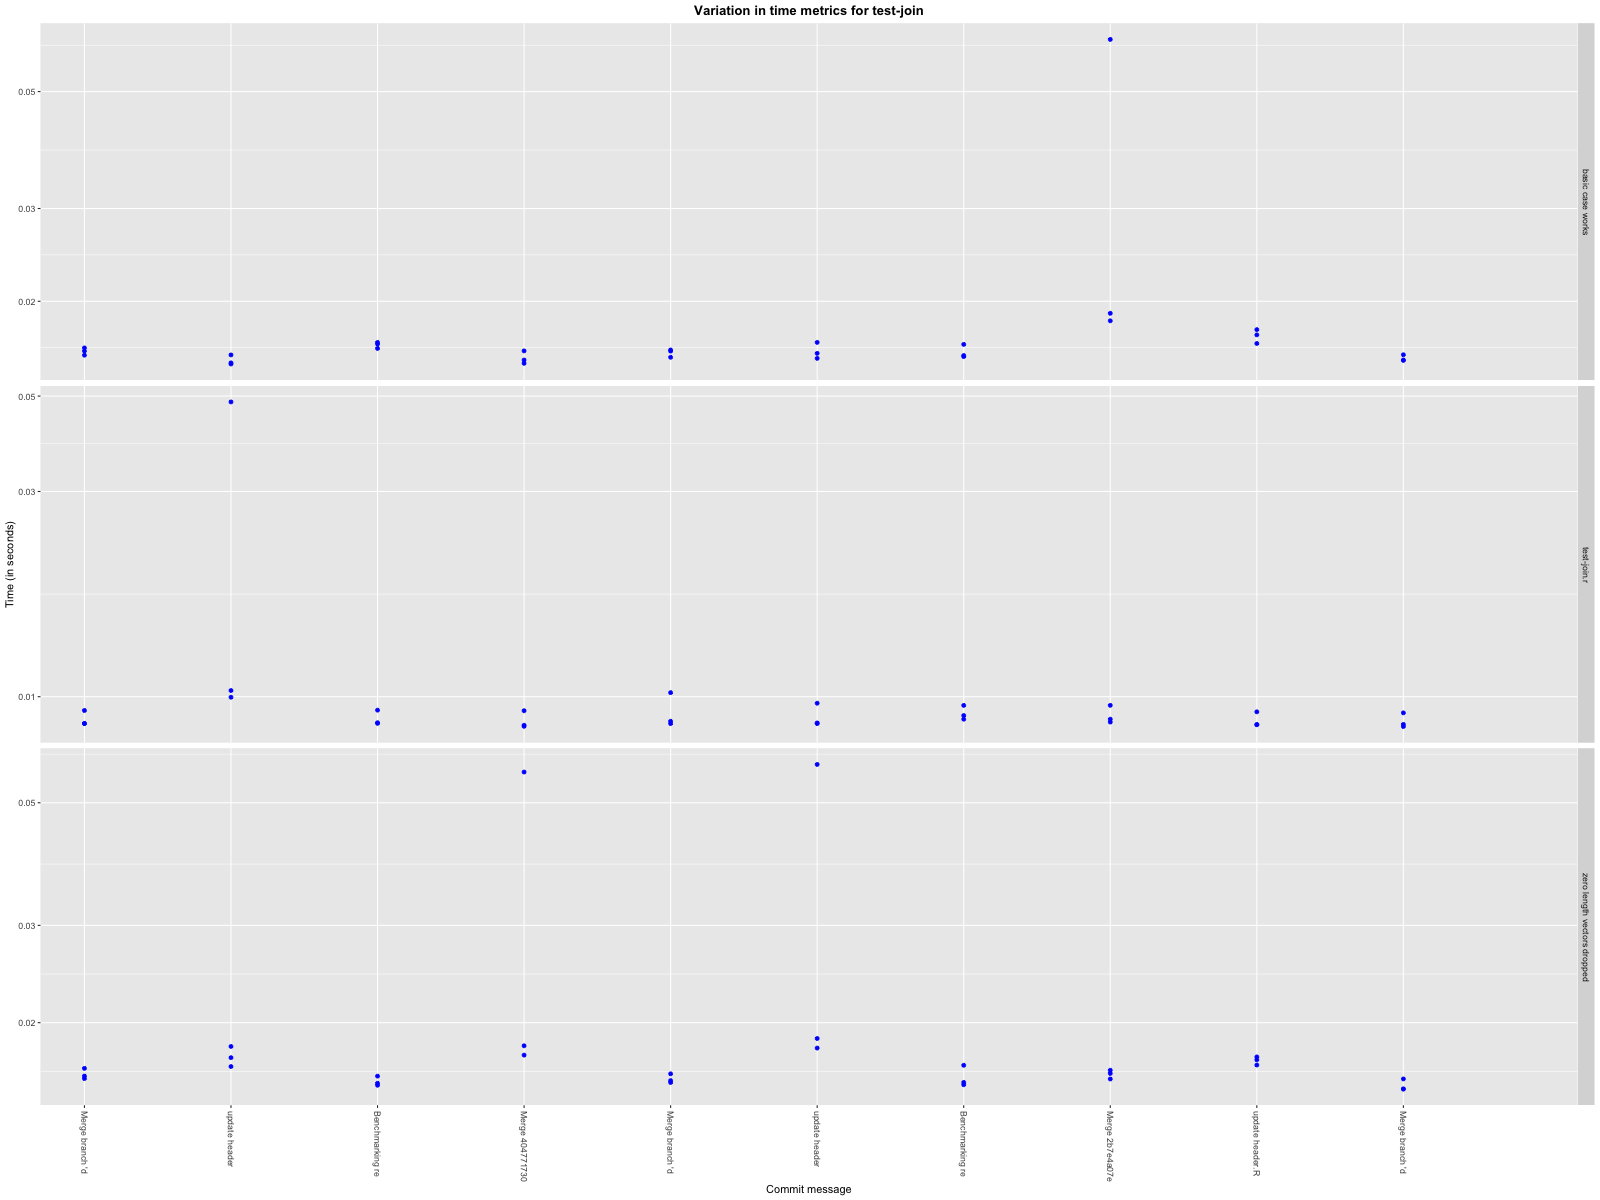 Variation in time metrics for test-join
Time (in seconds)
0.05
0.03
0.02
basic case works
0.05
0.03
0.01
test-join.r
0.05
0.03
0.02
zero length vectors dropped
Merge branch 'd
update header
Benchmarking re
Merge 404771730
Merge branch 'd
update header
Benchmarking re
Merge 2b7e4a07e
update header.R
Merge branch 'd
Commit message